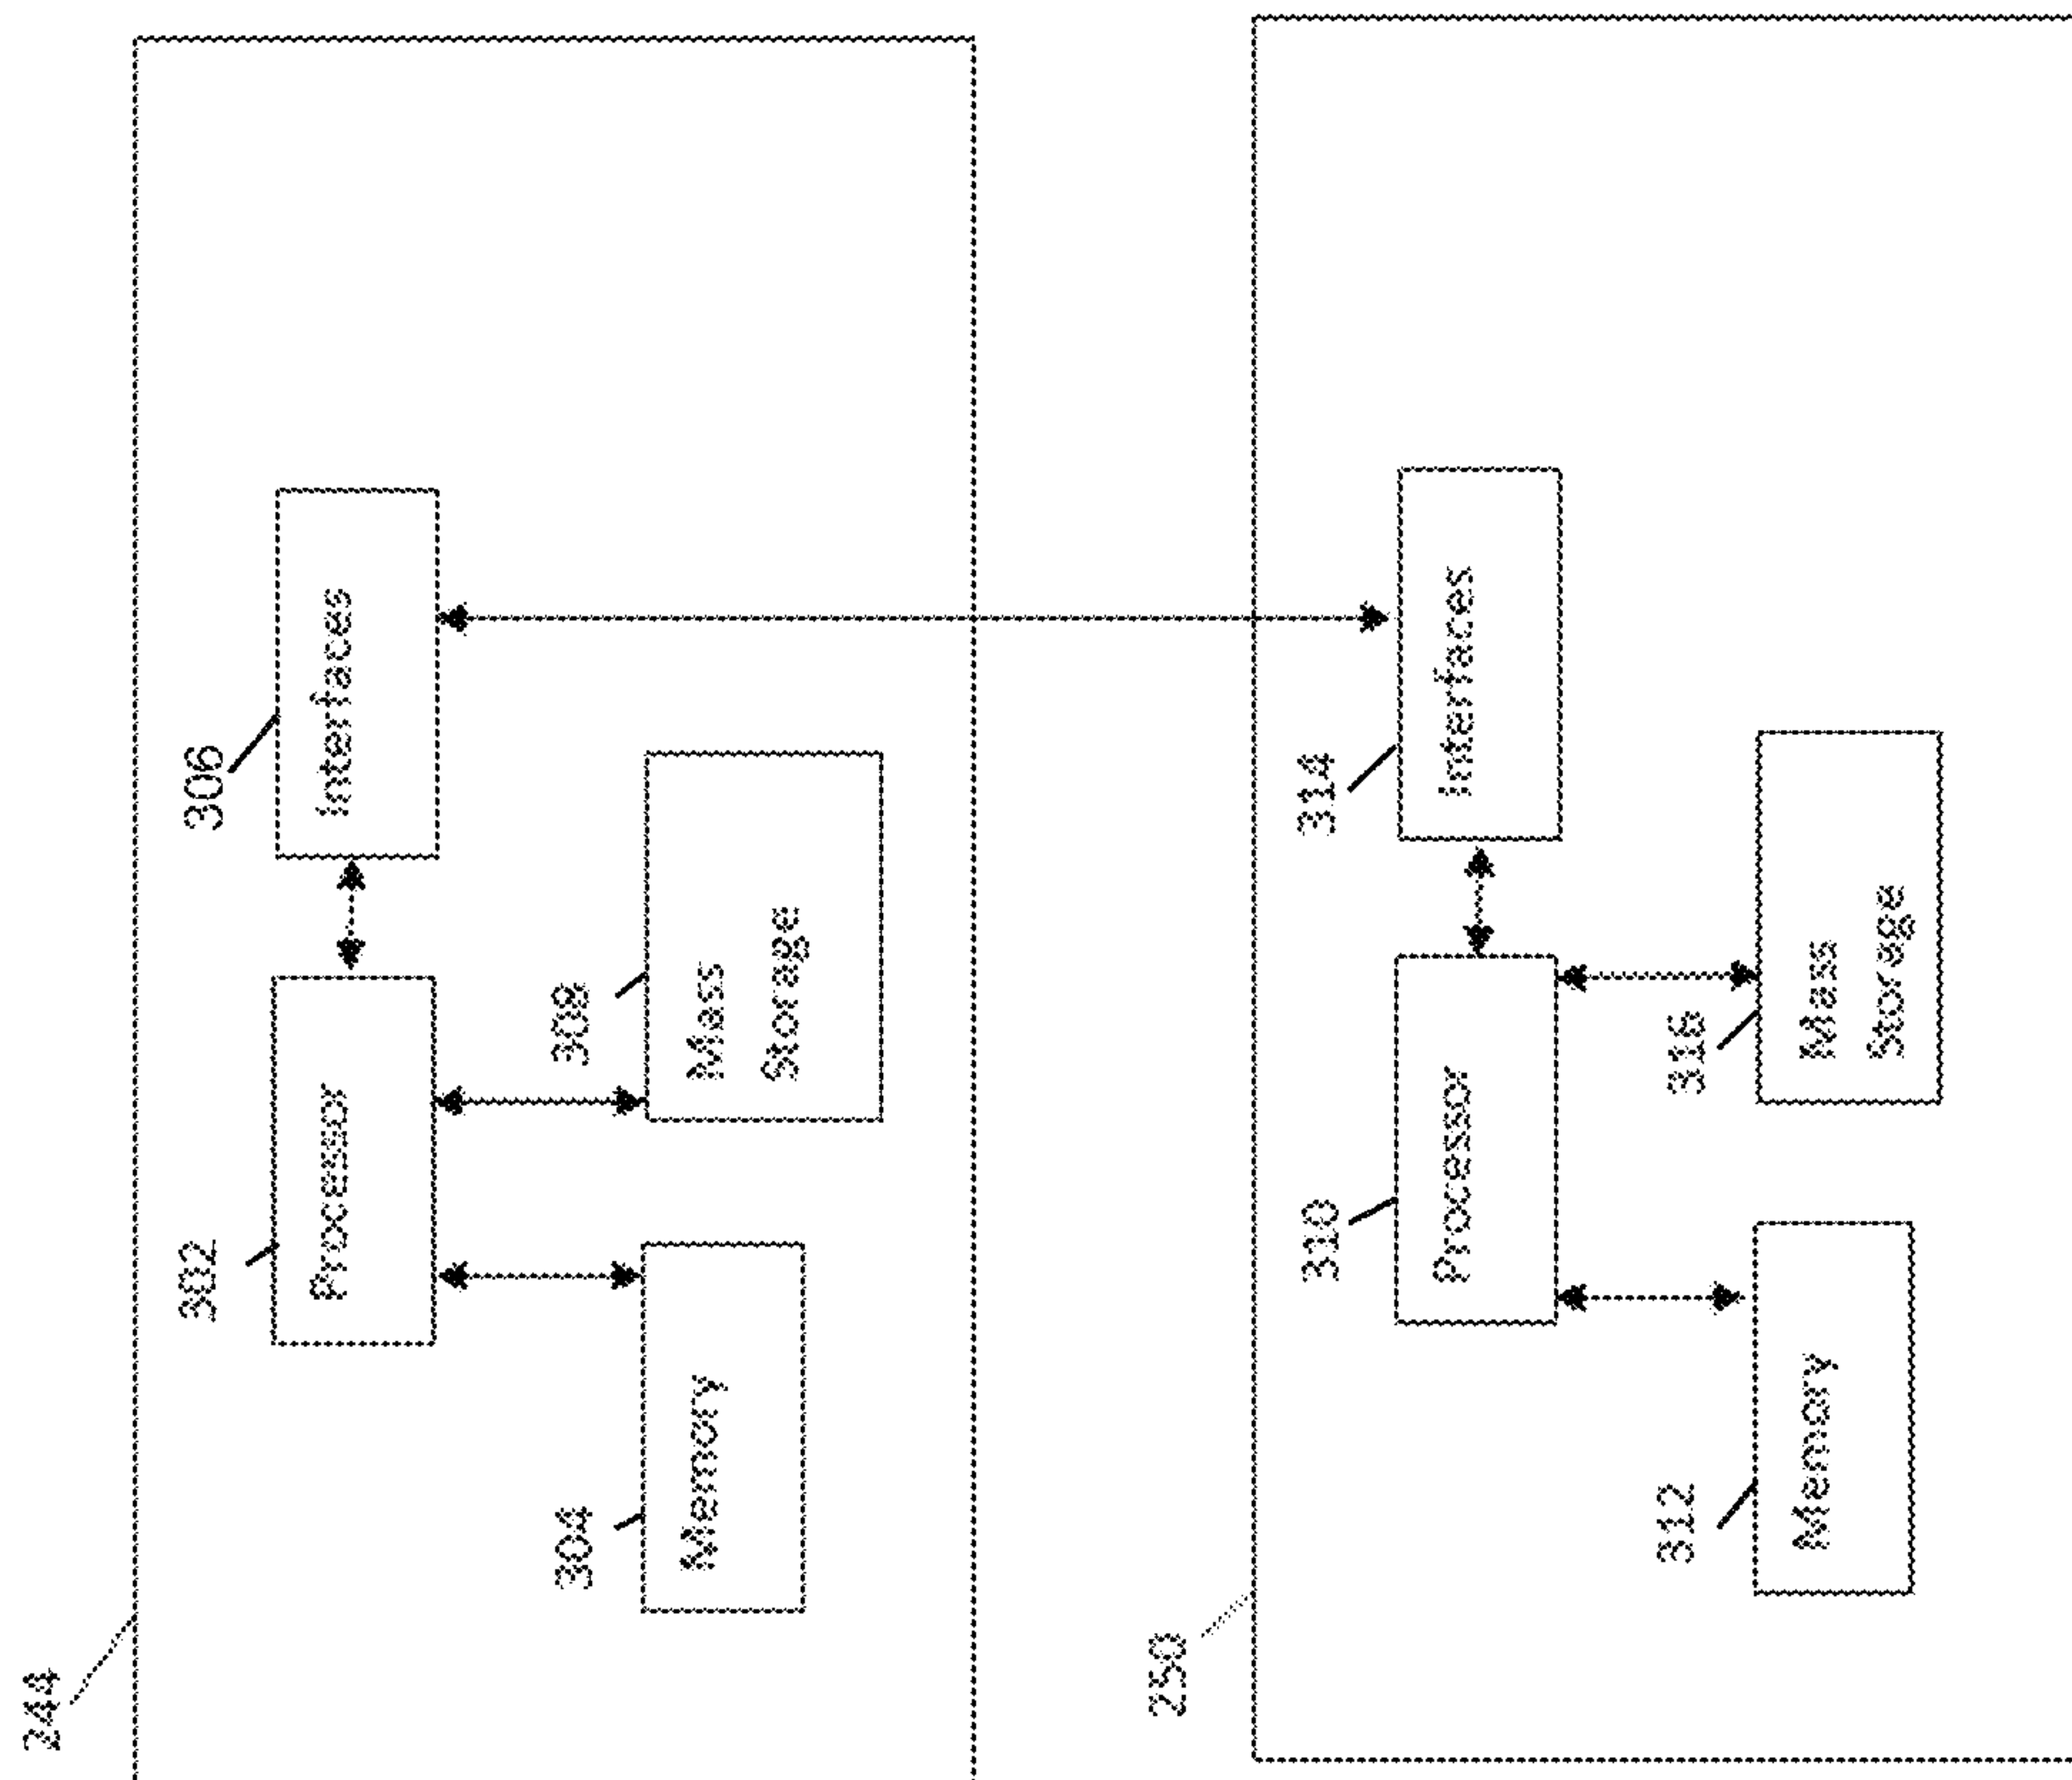 244
302
Processor
306
Interfaces
304
Memory
308
Mass
Storage
250
310
Processor
314
Interfaces
312
Memory
316
Mass
Storage